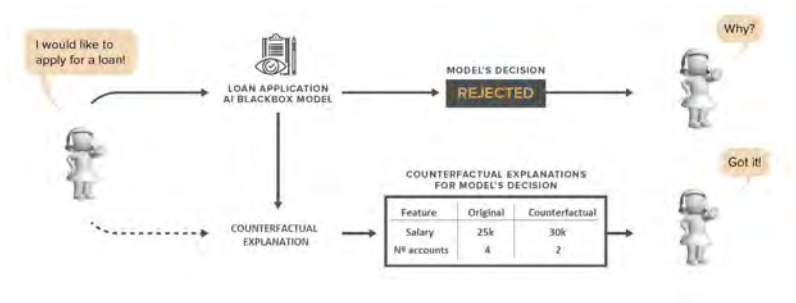 I would like to
apply for a loan!
LOAN APPLICATION
AI BLACKBOX MODEL
MODEL'S DECISION
REJECTED
Why?
COUNTERFACTUAL
EXPLANATION
COUNTERFACTUAL EXPLANATIONS
FOR MODEL'S DECISION
Feature Original Counterfactual
Salary 25k 30k
Nº accounts 4 2
Got it!